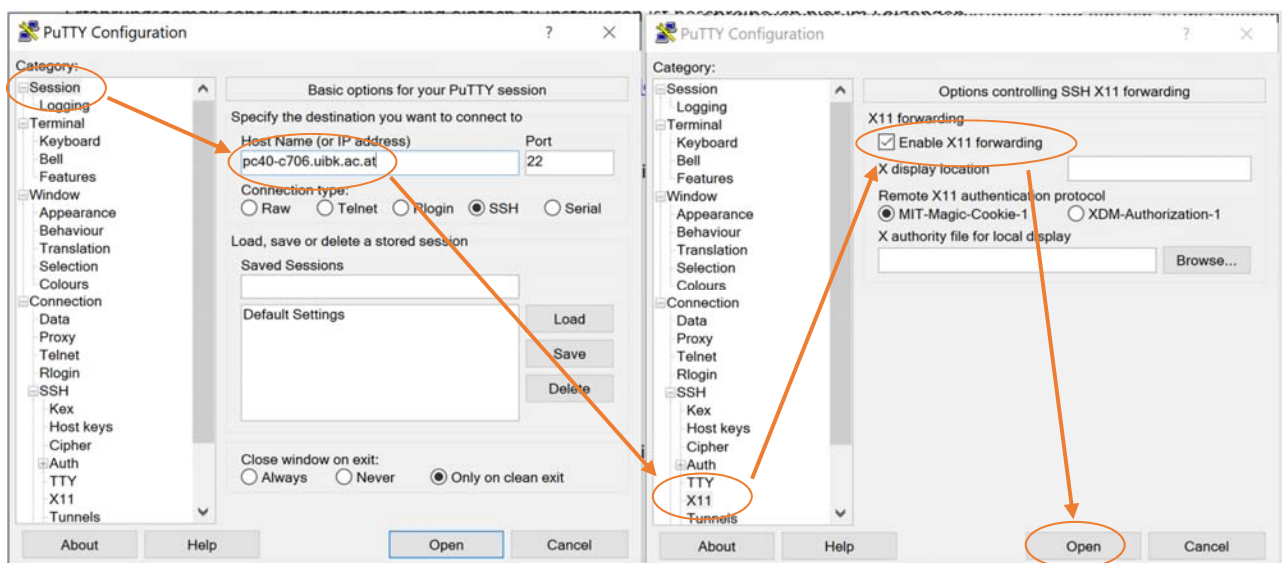 PuTTY Configuration
?
Category:
Session
Logging
Terminal
Keyboard
Bell
Features
Window
Appearance
Behaviour
Translation
Selection
Colours
Connection
Data
Proxy
Telnet
Rlogin
SSH
Kex
Host keys
Cipher
Auth
TTY
X11
Tunnels
Basic options for your PuTTY session
Specify the destination you want to connect to
Host Name (or IP address) Port
pc40-c706.uibk.ac.at 22
Connection type:
Raw Telnet Rlogin SSH Serial
Load, save or delete a stored session
Saved Sessions
Default Settings
Load
Save
Delete
Close window on exit:
Always Never Only on clean exit
About Help Open Cancel
PuTTY Configuration
?
Category:
Session
Logging
Terminal
Keyboard
Bell
Features
Window
Appearance
Behaviour
Translation
Selection
Colours
Connection
Data
Proxy
Telnet
Rlogin
SSH
Kex
Host keys
Cipher
Auth
TTY
X11
Tunnels
Options controlling SSH X11 forwarding
X11 forwarding
Enable X11 forwarding
X display location
Remote X11 authentication protocol
MIT-Magic-Cookie-1 XDM-Authorization-1
X authority file for local display
Browse...
About Help Open Cancel